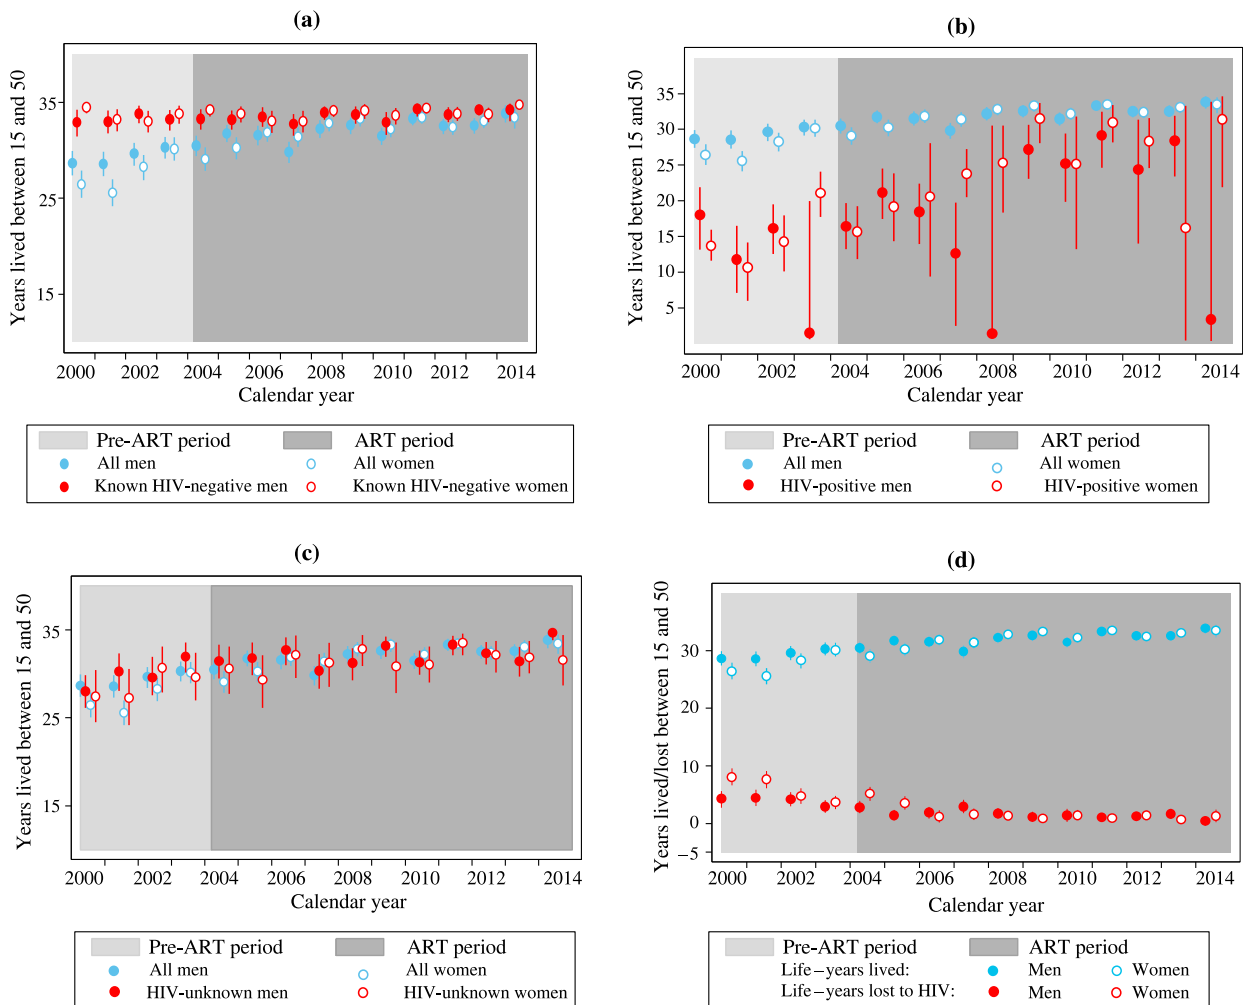 (a)
Years lived between 15 and 50
35
25
15
2000 2002 2004 2006 2008 2010 2012 2014
Calendar year
Pre-ART period ART period
All men All women
Known HIV-negative men Known HIV-negative women
(b)
Years lived between 15 and 50
35
30
25
20
15
10
5
2000 2002 2004 2006 2008 2010 2012 2014
Calendar year
Pre-ART period ART period
All men All women
HIV-positive men HIV-positive women
(c)
Years lived between 15 and 50
35
25
15
2000 2002 2004 2006 2008 2010 2012 2014
Calendar year
Pre-ART period ART period
All men All women
HIV-unknown men HIV-unknown women
(d)
Years lived/lost between 15 and 50
30
20
10
0
−5
2000 2002 2004 2006 2008 2010 2012 2014
Calendar year
Pre-ART period ART period
Life−years lived: Men Women
Life−years lost to HIV: Men Women